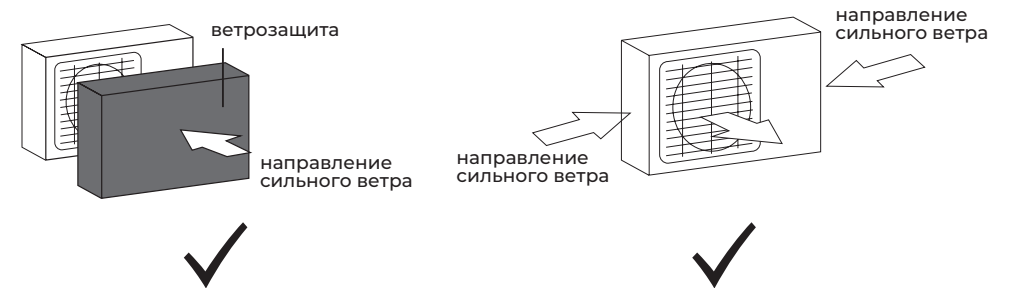 ветрозащита
направление
сильного ветра
направление
сильного ветра
направление
сильного ветра